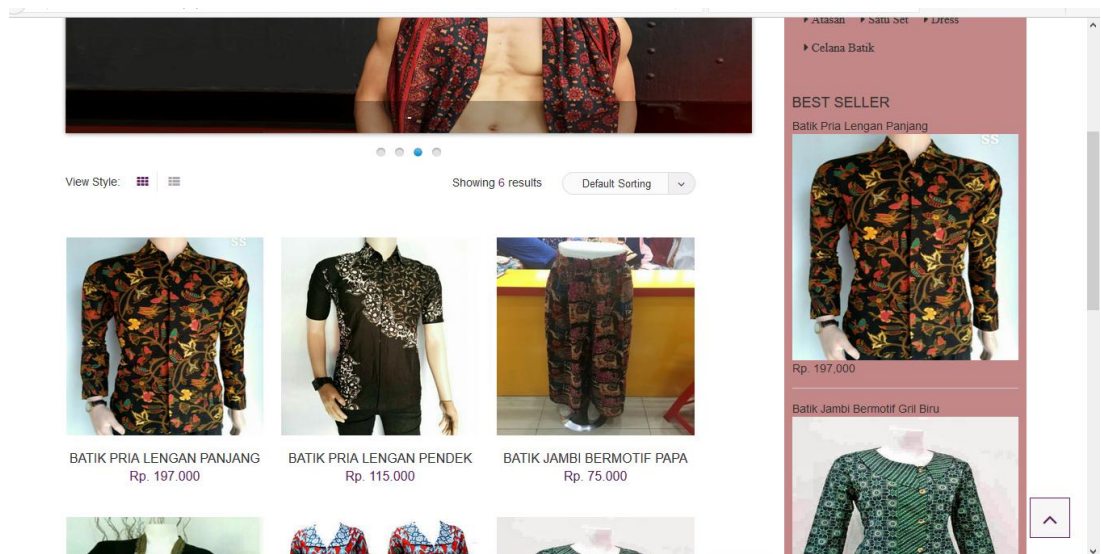 Atasan Satu Set Dress
Celana Batik
BEST SELLER
Batik Pria Lengan Panjang
SS
Rp. 197,000
Batik Jambi Bermotif Gril Biru
View Style:
Showing 6 results
Default Sorting
SS
BATIK PRIA LENGAN PANJANG
Rp. 197.000
BATIK PRIA LENGAN PENDEK
Rp. 115.000
BATIK JAMBI BERMOTIF PAPA
Rp. 75.000